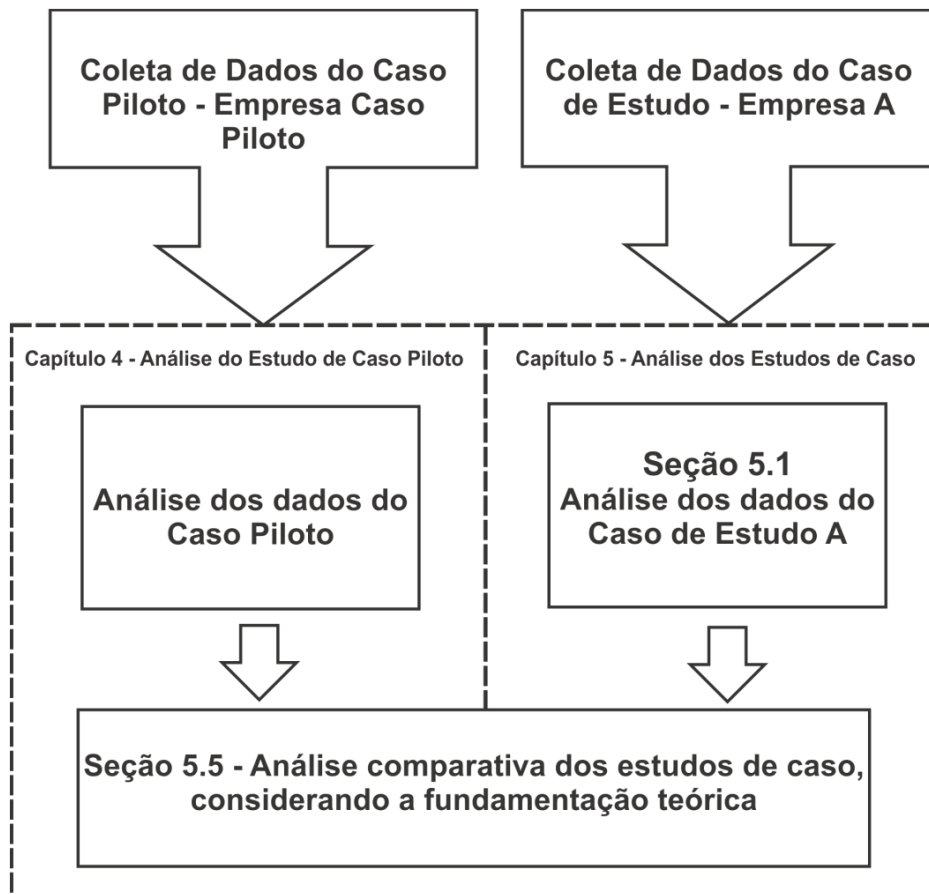 Coleta de Dados do Caso
Piloto - Empresa Caso
Piloto
Coleta de Dados do Caso
de Estudo - Empresa A
Capítulo 4 - Análise do Estudo de Caso Piloto
Capítulo 5 - Análise dos Estudos de Caso
Análise dos dados do
Caso Piloto
Seção 5.1
Análise dos dados do
Caso de Estudo A
Seção 5.5 - Análise comparativa dos estudos de caso,
considerando a fundamentação teórica